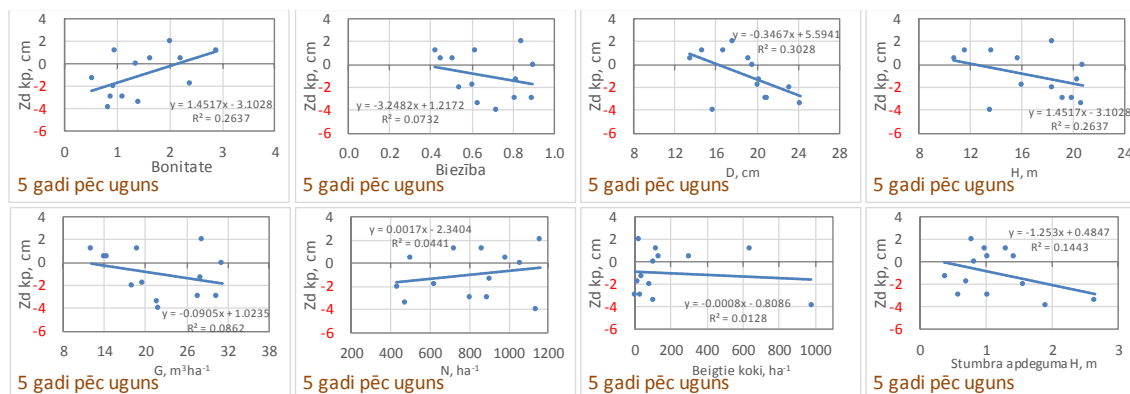 Zd kp, cm
4
2
0
-2
-4
-6
y = 1.4517x - 3.1028
R² = 0.2637
0 1 2 3 4
Bonitate
5 gadi pēc uguns
Zd kp, cm
4
2
0
-2
-4
-6
y = -3.2482x + 1.2172
R² = 0.0732
0.0 0.2 0.4 0.6 0.8 1.0
Biezība
5 gadi pēc uguns
Zd kp, cm
4
2
0
-2
-4
-6
y = -0.3467x + 5.5941
R² = 0.3028
8 12 16 20 24 28
D, cm
5 gadi pēc uguns
Zd kp, cm
4
2
0
-2
-4
-6
y = 1.4517x - 3.1028
R² = 0.2637
8 12 16 20 24
H, m
5 gadi pēc uguns
Zd kp, cm
4
2
0
-2
-4
-6
y = -0.0905x + 1.0235
R² = 0.0862
8 18 28 38
G, m³ha⁻¹
5 gadi pēc uguns
Zd kp, cm
4
2
0
-2
-4
-6
y = 0.0017x - 2.3404
R² = 0.0441
200 400 600 800 1000 1200
N, ha⁻¹
5 gadi pēc uguns
Zd kp, cm
4
2
0
-2
-4
-6
y = -0.0008x - 0.8086
R² = 0.0128
0 200 400 600 800 1000
Beigtie koki, ha⁻¹
5 gadi pēc uguns
Zd kp, cm
4
2
0
-2
-4
-6
y = -1.253x + 0.4847
R² = 0.1443
0 1 2 3
Stumbra apdeguma H, m
5 gadi pēc uguns